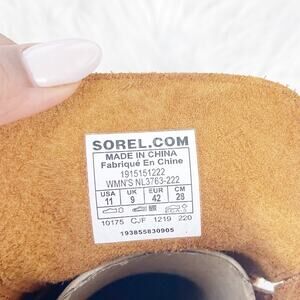 SOREL.COM
MADE IN CHINA
Fabriqué En Chine
1915151222
WMN'S NL3763-222
USA UK EUR CM
11 9 42 28
10175 CJF 1219 220
193855830905